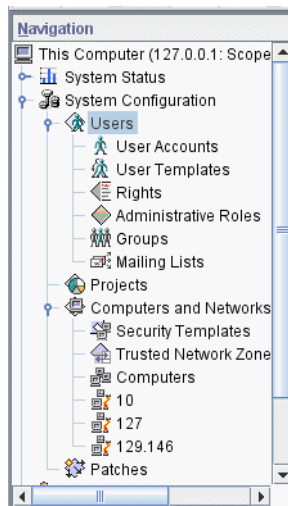 Navigation
This Computer (127.0.0.1: Scope
System Status
System Configuration
Users
User Accounts
User Templates
Rights
Administrative Roles
Groups
Mailing Lists
Projects
Computers and Networks
Security Templates
Trusted Network Zone
Computers
10
127
129.146
Patches